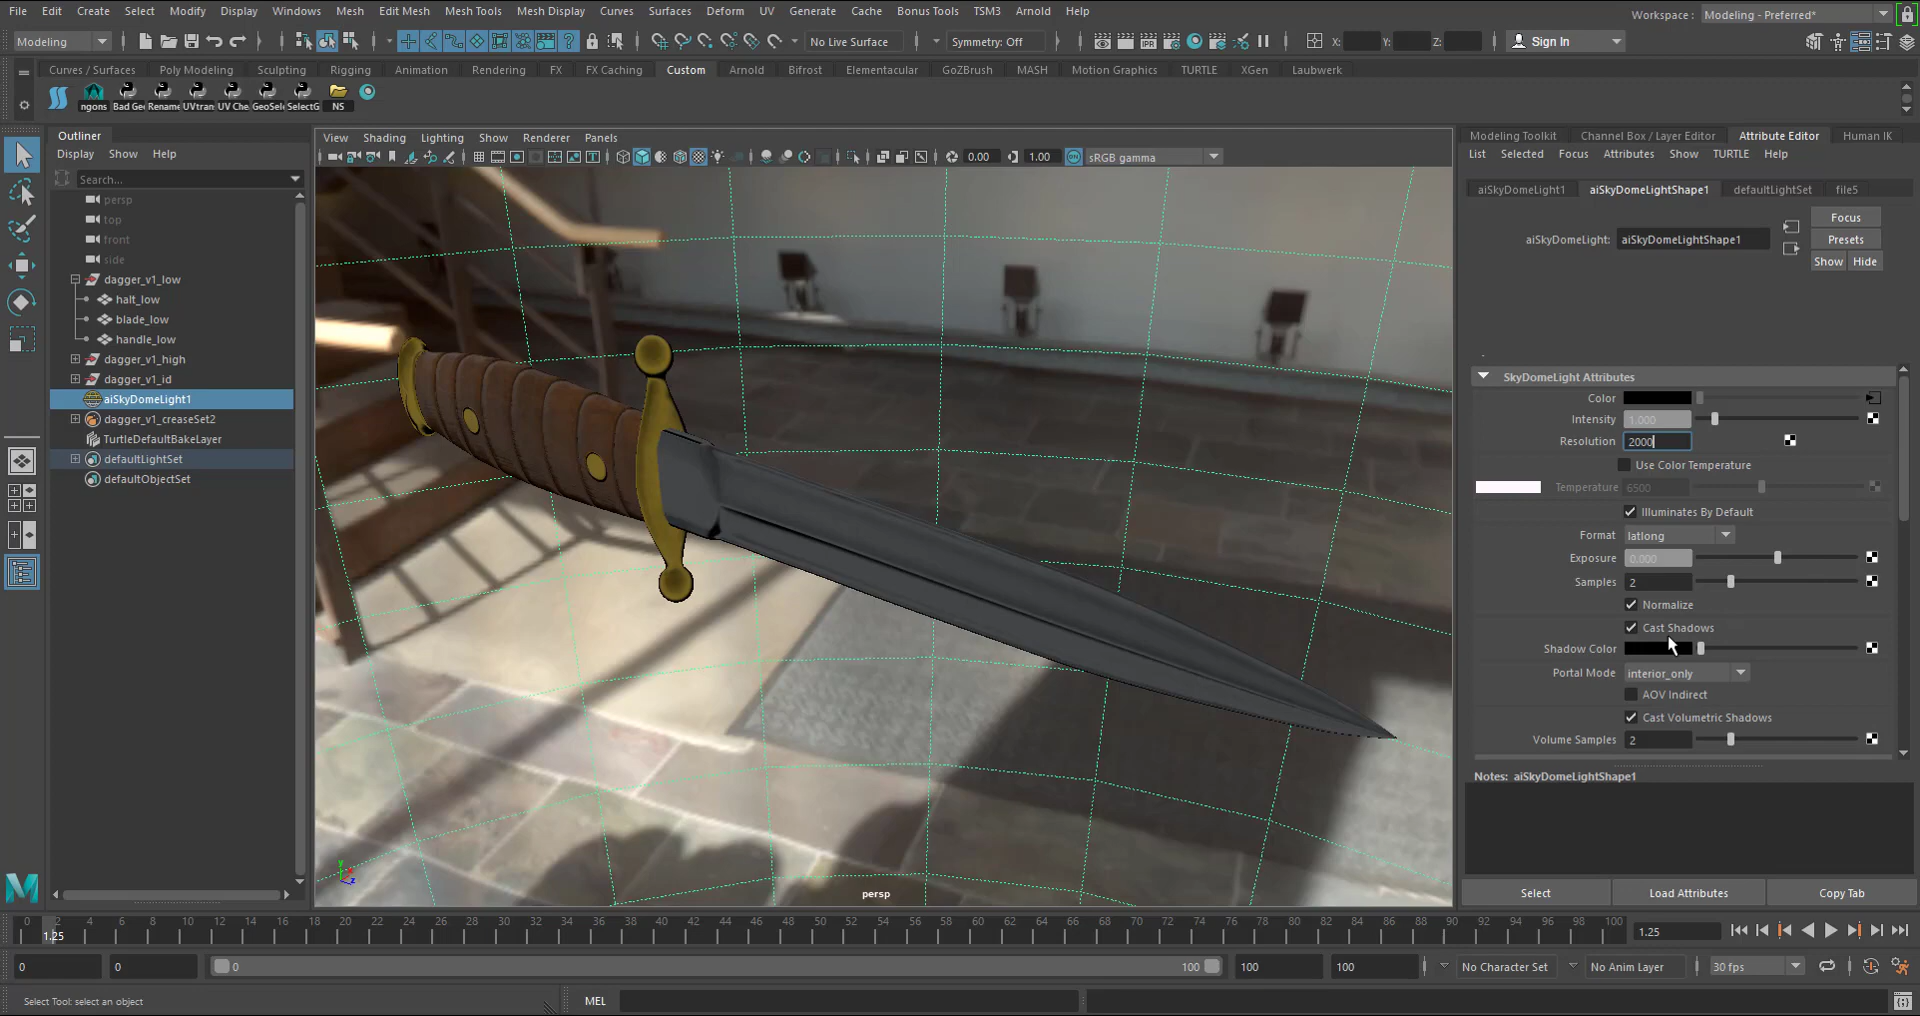 File Edit Create Select Modify Display Windows Mesh Edit Mesh Mesh Tools Mesh Display Curves Surfaces Deform UV Generate Cache Bonus Tools TSM3 Arnold Help
Workspace : Modeling - Preferred*
Modeling No Live Surface Symmetry: Off X: Y: Z: Sign In
Curves / Surfaces Poly Modeling Sculpting Rigging Animation Rendering FX FX Caching Custom Arnold Bifrost Elementacular GoZBrush MASH Motion Graphics TURTLE XGen Laubwerk
ngons Bad Geo Rename UVtran UV Che GeoSele SelectG NS
Outliner
Display Show Help
Search...
persp
top
front
side
dagger_v1_low
halt_low
blade_low
handle_low
dagger_v1_high
dagger_v1_id
aiSkyDomeLight1
dagger_v1_creaseSet2
TurtleDefaultBakeLayer
defaultLightSet
defaultObjectSet
View Shading Lighting Show Renderer Panels
0.00 1.00 sRGB gamma
persp
Modeling Toolkit Channel Box / Layer Editor Attribute Editor Human IK
List Selected Focus Attributes Show TURTLE Help
aiSkyDomeLight1 aiSkyDomeLightShape1 defaultLightSet file5
aiSkyDomeLight: aiSkyDomeLightShape1
Focus
Presets
Show Hide
SkyDomeLight Attributes
Color
Intensity 1.000
Resolution 2000
Use Color Temperature
Temperature 6500
Illuminates By Default
Format latlong
Exposure 0.000
Samples 2
Normalize
Cast Shadows
Shadow Color
Portal Mode interior_only
AOV Indirect
Cast Volumetric Shadows
Volume Samples 2
Notes: aiSkyDomeLightShape1
Select Load Attributes Copy Tab
0 2 4 6 8 10 12 14 16 18 20 22 24 26 28 30 32 34 36 38 40 42 44 46 48 50 52 54 56 58 60 62 64 66 68 70 72 74 76 78 80 82 84 86 88 90 92 94 96 98 100
1.25 1.25
0 0 0 100 100 100 No Character Set No Anim Layer 30 fps
Select Tool: select an object MEL